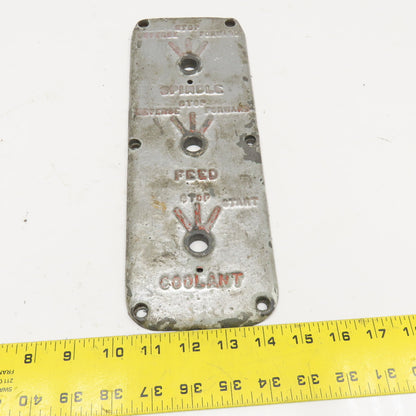 STOP
REVERSE FORWARD
SPINDLE
STOP
REVERSE FORWARD
FEED
STOP
START
COOLANT
8 9 10 11 12 13 14 15 16 17